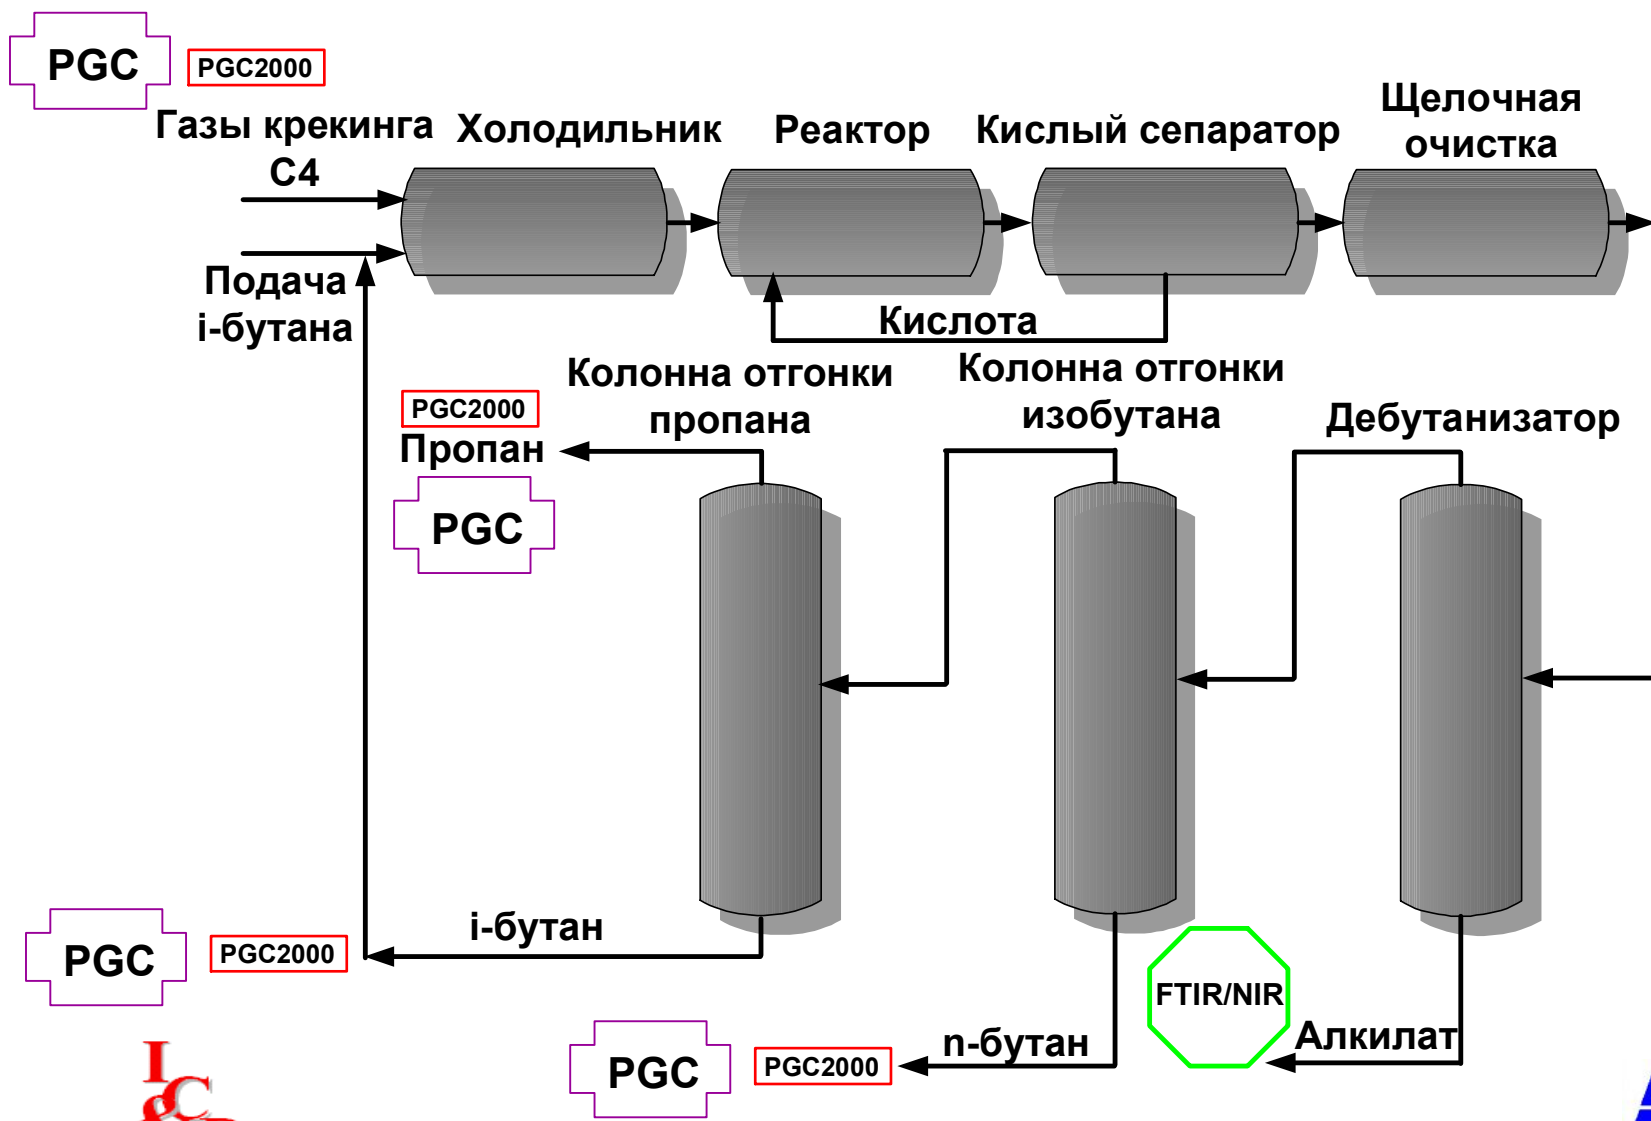 PGC
PGC2000
Газы крекинга
С4
Холодильник
Реактор
Кислый сепаратор
Щелочная
очистка
Подача
i-бутана
Кислота
PGC2000
Пропан
PGC
Колонна отгонки
пропана
Колонна отгонки
изобутана
Дебутанизатор
i-бутан
PGC
PGC2000
FTIR/NIR
Алкилат
n-бутан
PGC
PGC2000